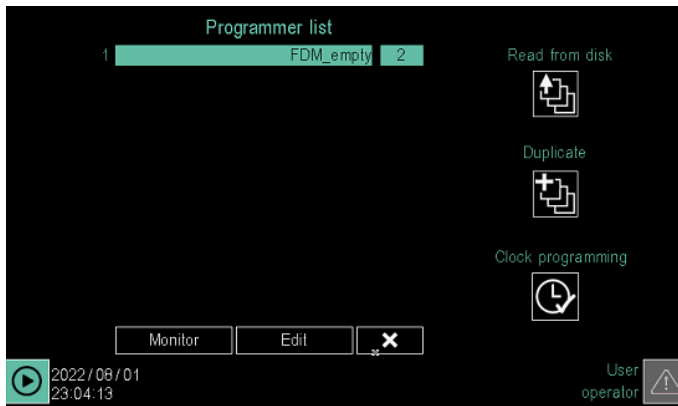 Programmer list
1 FDM_empty 2
Read from disk
Duplicate
Clock programming
Monitor Edit
2022/08/01
23:04:13
User
operator